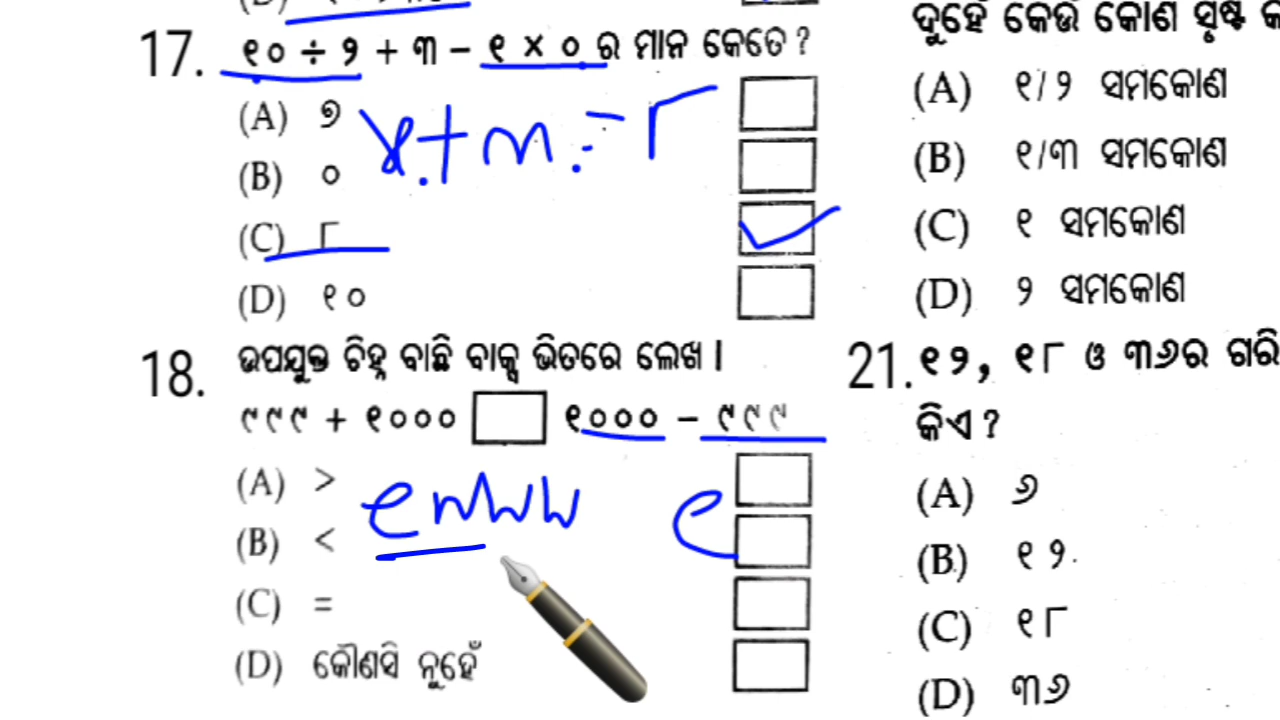 17. ୧୦ ÷ ୨ + ୩ – ୧ × ୦ ର ମାନ କେତେ ?
(A) ୭
୫ + ୩ = ୮
(B) ୦
(C) ୮
(D) ୧୦
18. ଉପଯୁକ୍ତ ଚିହ୍ନ ବାଛି ବାକ୍ସ ଭିତରେ ଲେଖ ।
୯୯୯ + ୧୦୦୦ ☐ ୧୦୦୦ – ୯୯୯
(A) >
୧୯୯୯ ୧
(B) <
(C) =
(D) କୌଣସି ନୁହେଁ
ଦୁହେଁ କେଉଁ କୋଣ ସୃଷ୍ଟି
(A) ୧/୨ ସମକୋଣ
(B) ୧/୩ ସମକୋଣ
(C) ୧ ସମକୋଣ
(D) ୨ ସମକୋଣ
21. ୧୨, ୧୮ ଓ ୩୬ର ଗରି
କିଏ ?
(A) ୬
(B) ୧୨
(C) ୧୮
(D) ୩୬